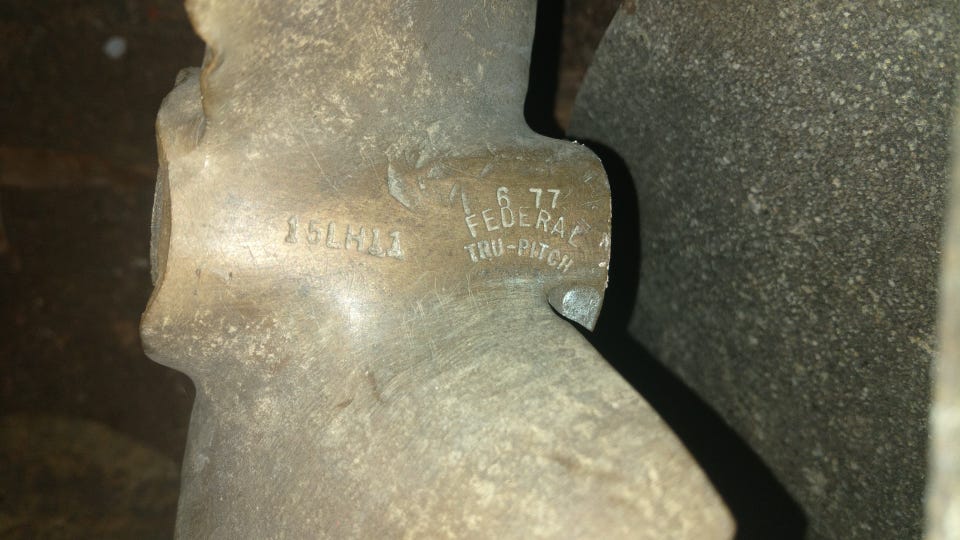 15LH11
6 77
FEDERAL
TRU-PITCH